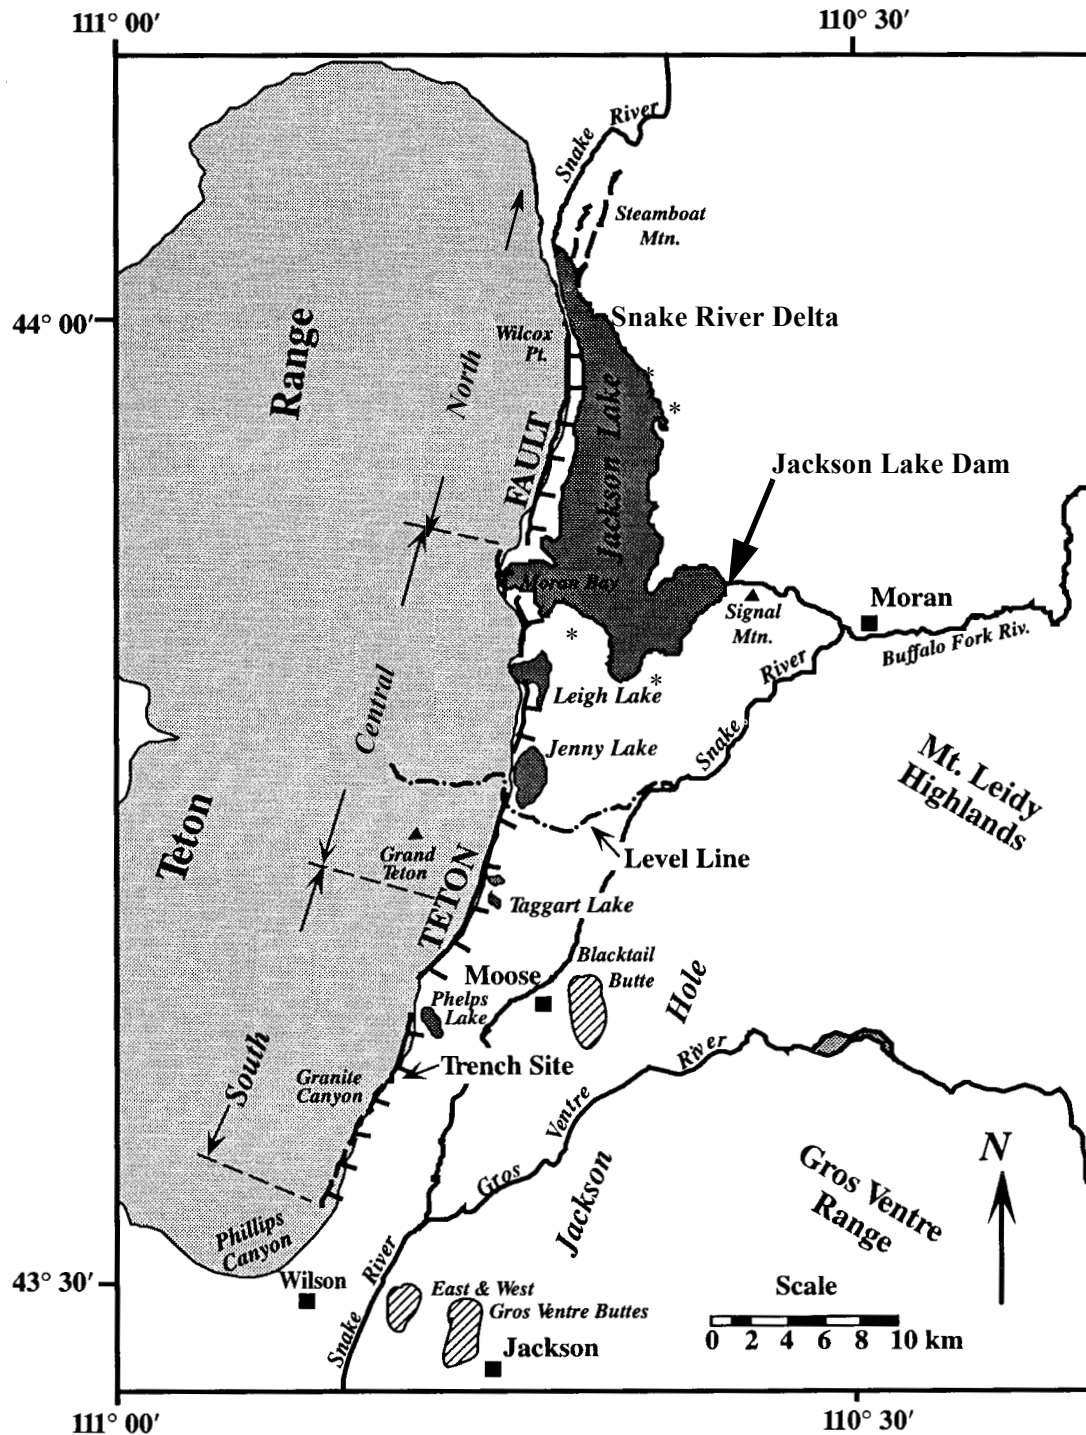 111° 00′
110° 30′
Snake
River
Steamboat
Mtn.
44° 00′
Snake River Delta
Wilcox
Pt.
Range
North
*
*
Jackson Lake
FAULT
Jackson Lake Dam
Moran Bay
Signal
Mtn.
Moran
Buffalo Fork Riv.
*
River
*
Leigh Lake
Central
Snake
Jenny Lake
Mt. Leidy
Highlands
Teton
Grand
Teton
Level Line
TETON
Taggart Lake
Blacktail
Butte
Moose
Hole
Phelps
Lake
South
River
Trench Site
Granite
Canyon
Ventre
N
Gros
Jackson
Gros Ventre
Range
Phillips
Canyon
River
43° 30′
Wilson
East & West
Gros Ventre Buttes
Scale
0 2 4 6 8 10 km
Snake
Jackson
111° 00′
110° 30′